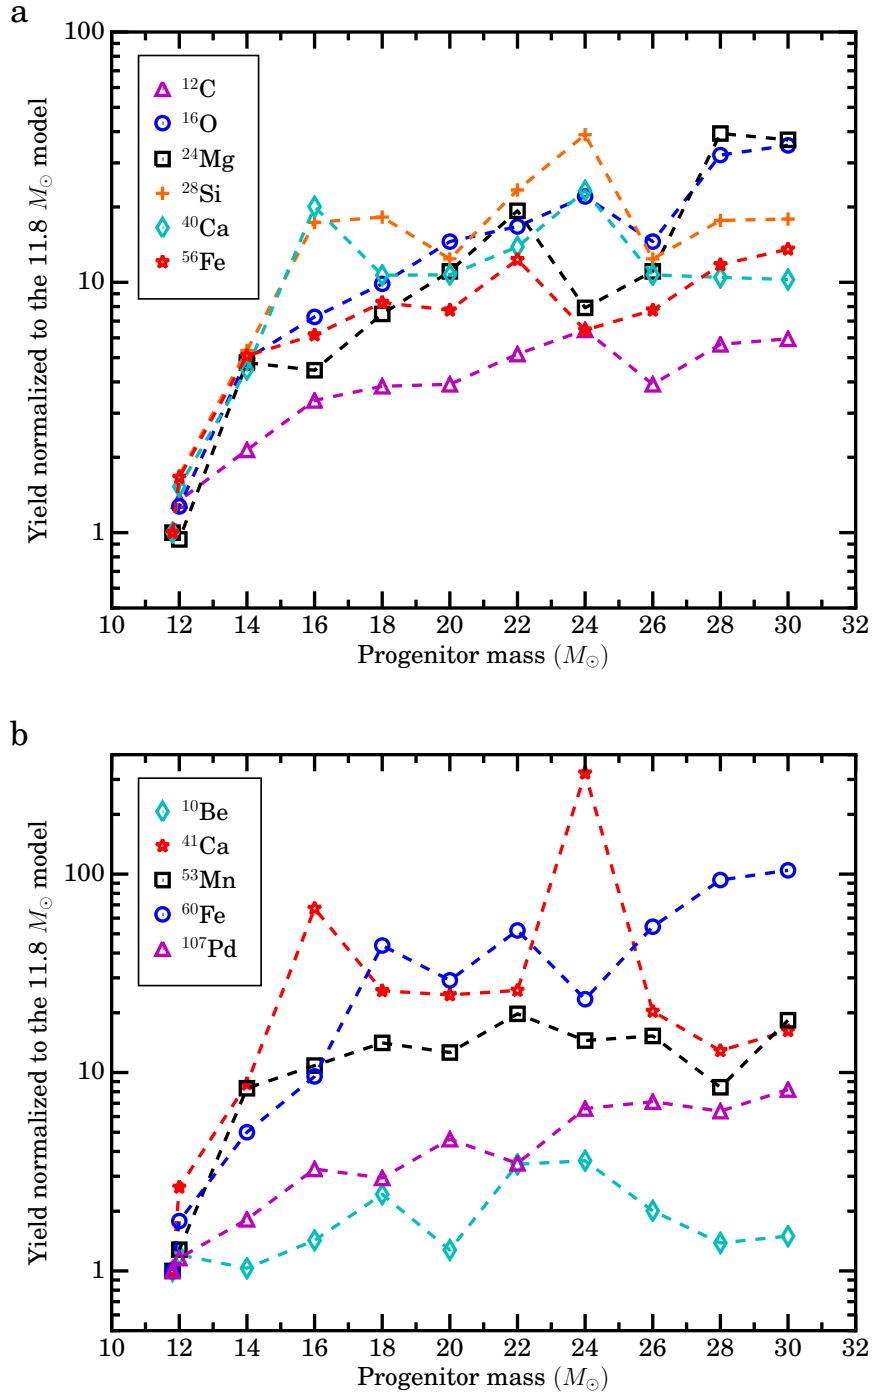 a
Yield normalized to the 11.8 M⊙ model
100
10
1
¹²C
¹⁶O
²⁴Mg
²⁸Si
⁴⁰Ca
⁵⁶Fe
10 12 14 16 18 20 22 24 26 28 30 32
Progenitor mass (M⊙)
b
Yield normalized to the 11.8 M⊙ model
100
10
1
¹⁰Be
⁴¹Ca
⁵³Mn
⁶⁰Fe
¹⁰⁷Pd
10 12 14 16 18 20 22 24 26 28 30 32
Progenitor mass (M⊙)